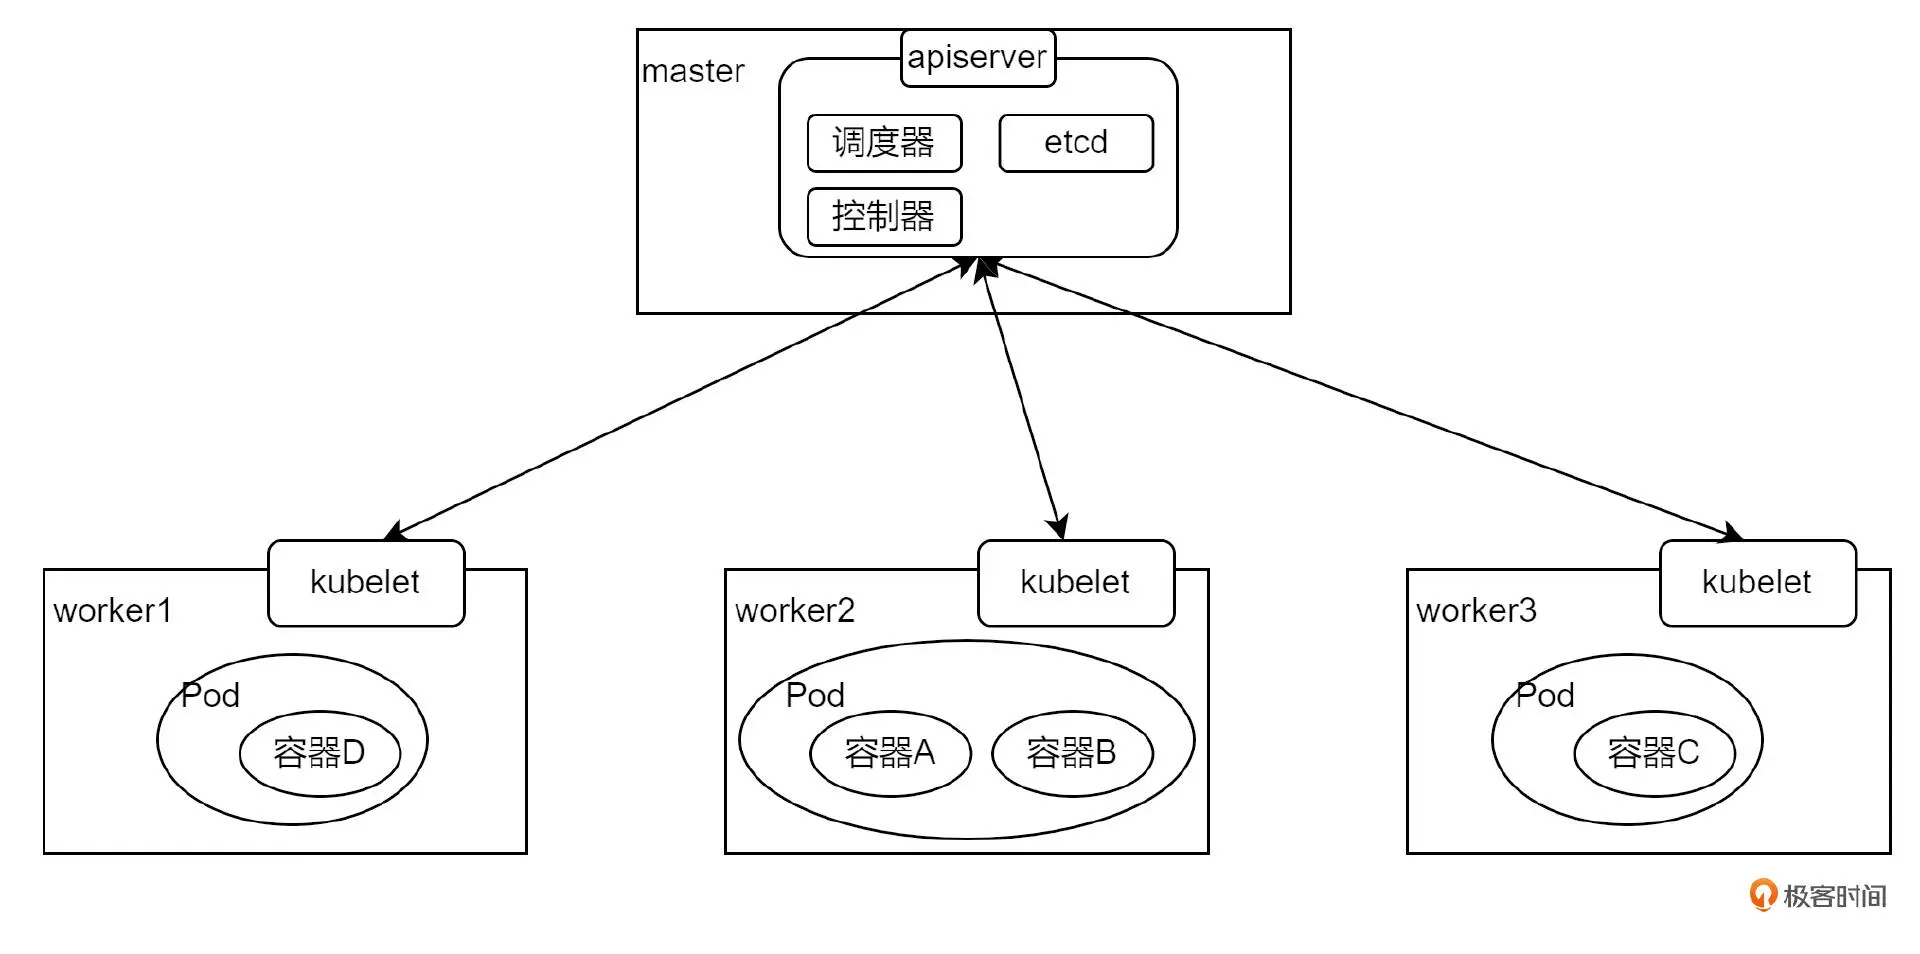 apiserver
master
调度器
etcd
控制器
kubelet
worker1
Pod
容器D
kubelet
worker2
Pod
容器A
容器B
kubelet
worker3
Pod
容器C
极客时间